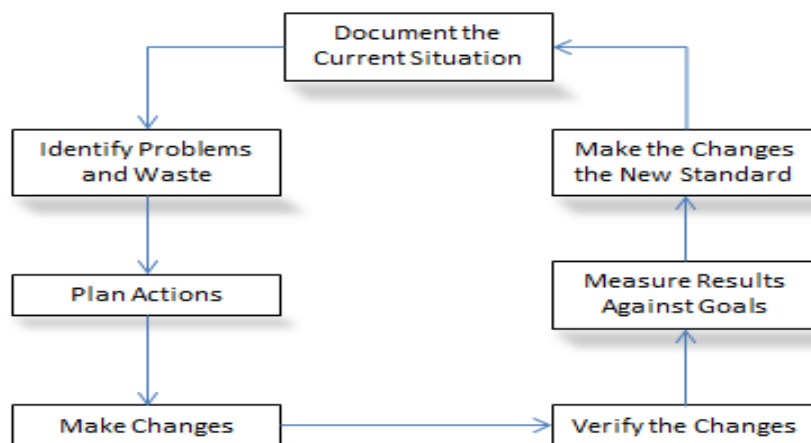 Document the
Current Situation
Identify Problems
and Waste
Plan Actions
Make Changes
Verify the Changes
Measure Results
Against Goals
Make the Changes
the New Standard